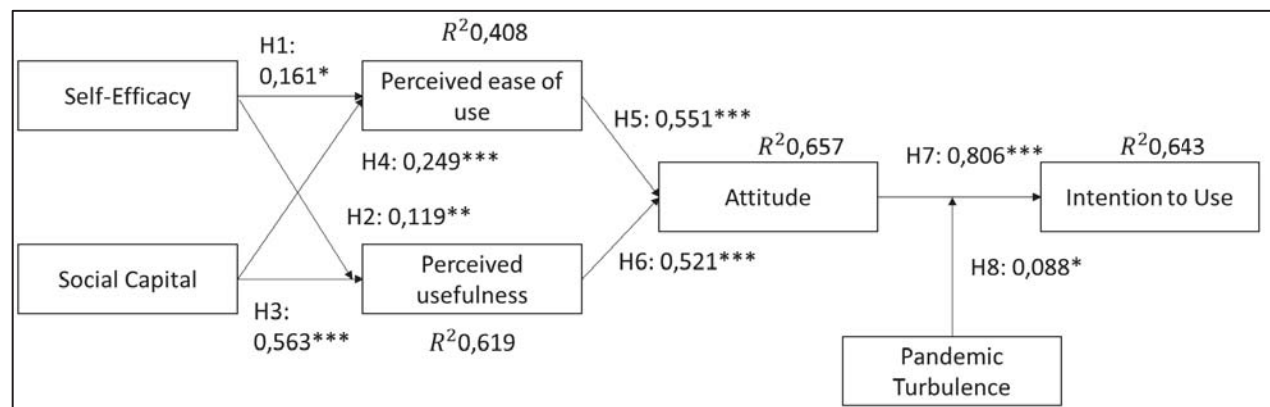 R²0,408
H1:
0,161*
Self-Efficacy
Perceived ease of
use
H5: 0,551***
H4: 0,249***
R²0,657
H7: 0,806***
R²0,643
Attitude
Intention to Use
H2: 0,119**
Social Capital
Perceived
usefulness
H6: 0,521***
H8: 0,088*
H3:
0,563***
R²0,619
Pandemic
Turbulence